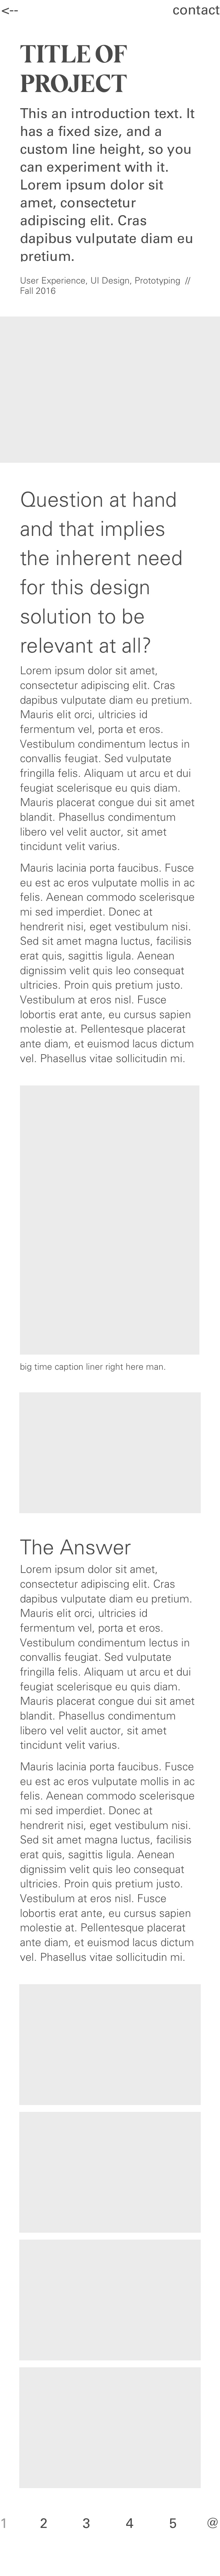 <-- contact
TITLE OF
PROJECT
This an introduction text. It
has a fixed size, and a
custom line height, so you
can experiment with it.
Lorem ipsum dolor sit
amet, consectetur
adipiscing elit. Cras
dapibus vulputate diam eu
pretium.
User Experience, UI Design, Prototyping //
Fall 2016
Question at hand
and that implies
the inherent need
for this design
solution to be
relevant at all?
Lorem ipsum dolor sit amet,
consectetur adipiscing elit. Cras
dapibus vulputate diam eu pretium.
Mauris elit orci, ultricies id
fermentum vel, porta et eros.
Vestibulum condimentum lectus in
convallis feugiat. Sed vulputate
fringilla felis. Aliquam ut arcu et dui
feugiat scelerisque eu quis diam.
Mauris placerat congue dui sit amet
blandit. Phasellus condimentum
libero vel velit auctor, sit amet
tincidunt velit varius.
Mauris lacinia porta faucibus. Fusce
eu est ac eros vulputate mollis in ac
felis. Aenean commodo scelerisque
mi sed imperdiet. Donec at
hendrerit nisi, eget vestibulum nisi.
Sed sit amet magna luctus, facilisis
erat quis, sagittis ligula. Aenean
dignissim velit quis leo consequat
ultricies. Proin quis pretium justo.
Vestibulum at eros nisl. Fusce
lobortis erat ante, eu cursus sapien
molestie at. Pellentesque placerat
ante diam, et euismod lacus dictum
vel. Phasellus vitae sollicitudin mi.
big time caption liner right here man.
The Answer
Lorem ipsum dolor sit amet,
consectetur adipiscing elit. Cras
dapibus vulputate diam eu pretium.
Mauris elit orci, ultricies id
fermentum vel, porta et eros.
Vestibulum condimentum lectus in
convallis feugiat. Sed vulputate
fringilla felis. Aliquam ut arcu et dui
feugiat scelerisque eu quis diam.
Mauris placerat congue dui sit amet
blandit. Phasellus condimentum
libero vel velit auctor, sit amet
tincidunt velit varius.
Mauris lacinia porta faucibus. Fusce
eu est ac eros vulputate mollis in ac
felis. Aenean commodo scelerisque
mi sed imperdiet. Donec at
hendrerit nisi, eget vestibulum nisi.
Sed sit amet magna luctus, facilisis
erat quis, sagittis ligula. Aenean
dignissim velit quis leo consequat
ultricies. Proin quis pretium justo.
Vestibulum at eros nisl. Fusce
lobortis erat ante, eu cursus sapien
molestie at. Pellentesque placerat
ante diam, et euismod lacus dictum
vel. Phasellus vitae sollicitudin mi.
1 2 3 4 5 @